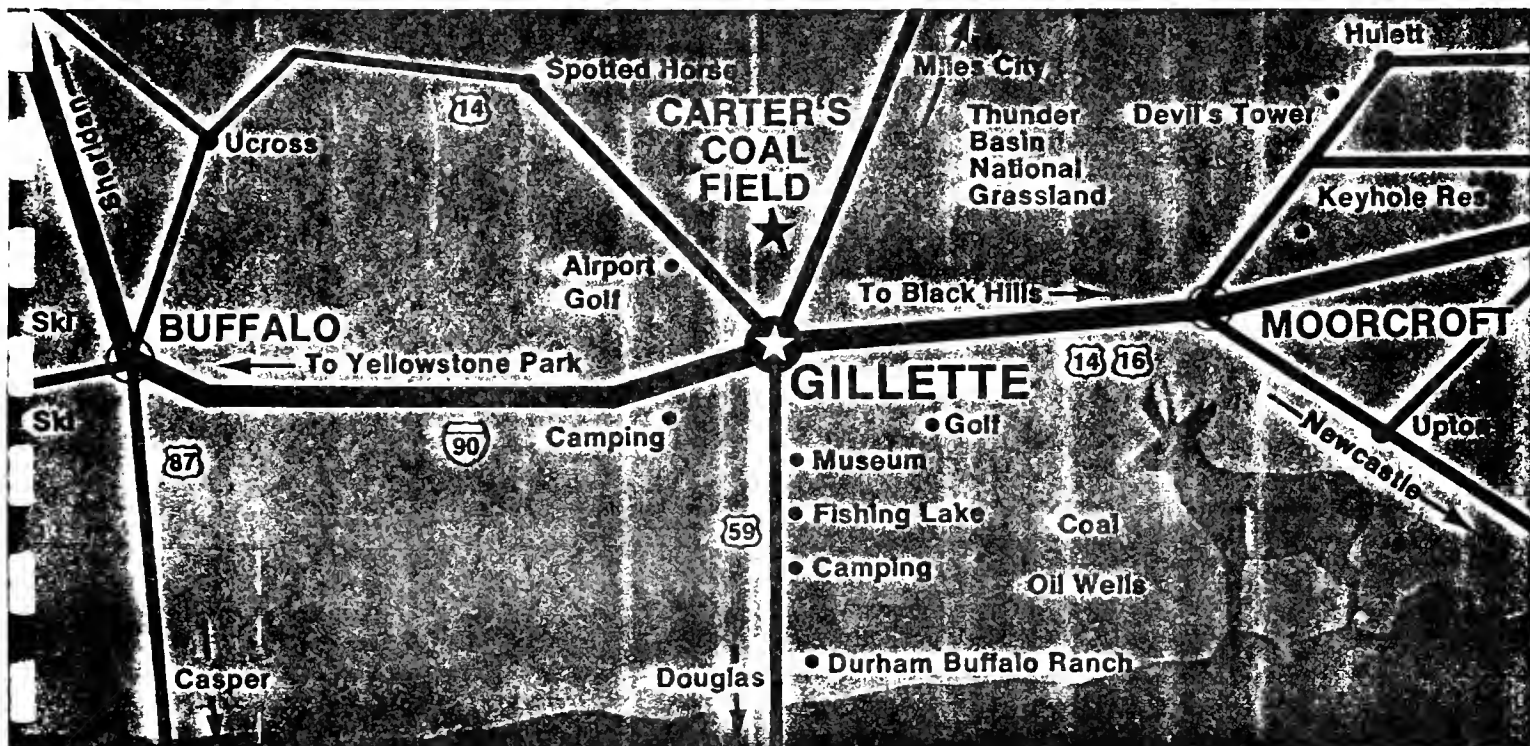 Hulett
Spotted Horse
Miles City
14
CARTER'S
COAL
FIELD
Thunder
Basin
National
Grassland
Devil's Tower
Sheridan
Ucross
Keyhole Res
Airport
Golf
To Black Hills
Ski
BUFFALO
MOORCROFT
To Yellowstone Park
14 16
GILLETTE
Ski
Camping
90
Golf
Upton
87
Museum
Newcastle
59
Fishing Lake
Coal
Camping
Oil Wells
Casper
Douglas
Durham Buffalo Ranch